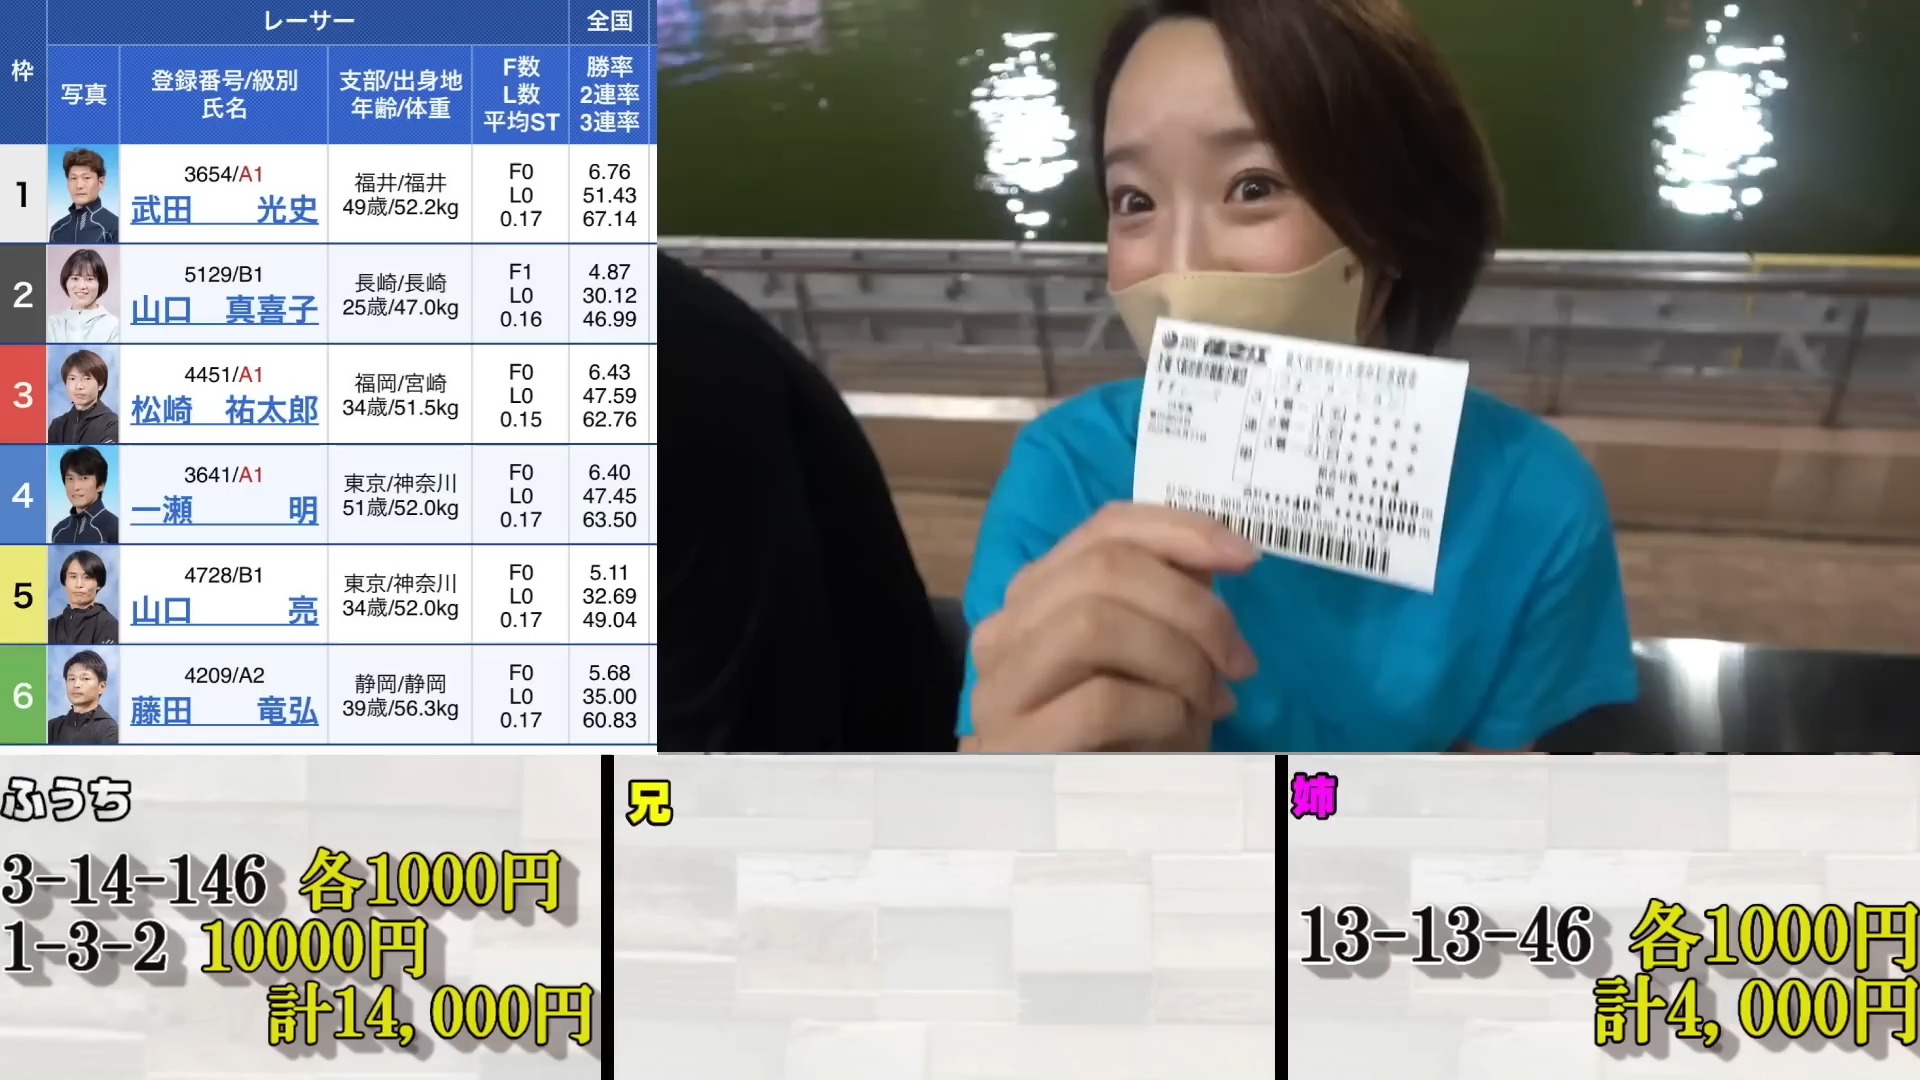 枠
レーサー
全国
写真
登録番号/級別
氏名
支部/出身地
年齢/体重
F数
L数
平均ST
勝率
2連率
3連率
1
3654/A1
武田 光史
福井/福井
49歳/52.2kg
F0
L0
0.17
6.76
51.43
67.14
2
5129/B1
山口 真喜子
長崎/長崎
25歳/47.0kg
F1
L0
0.16
4.87
30.12
46.99
3
4451/A1
松崎 祐太郎
福岡/宮崎
34歳/51.5kg
F0
L0
0.15
6.43
47.59
62.76
4
3641/A1
一瀬 明
東京/神奈川
51歳/52.0kg
F0
L0
0.17
6.40
47.45
63.50
5
4728/B1
山口 亮
東京/神奈川
34歳/52.0kg
F0
L0
0.17
5.11
32.69
49.04
6
4209/A2
藤田 竜弘
静岡/静岡
39歳/56.3kg
F0
L0
0.17
5.68
35.00
60.83
ふうち
3-14-146 各1000円
1-3-2 10000円
計14,000円
兄
姉
13-13-46 各1000円
計4,000円